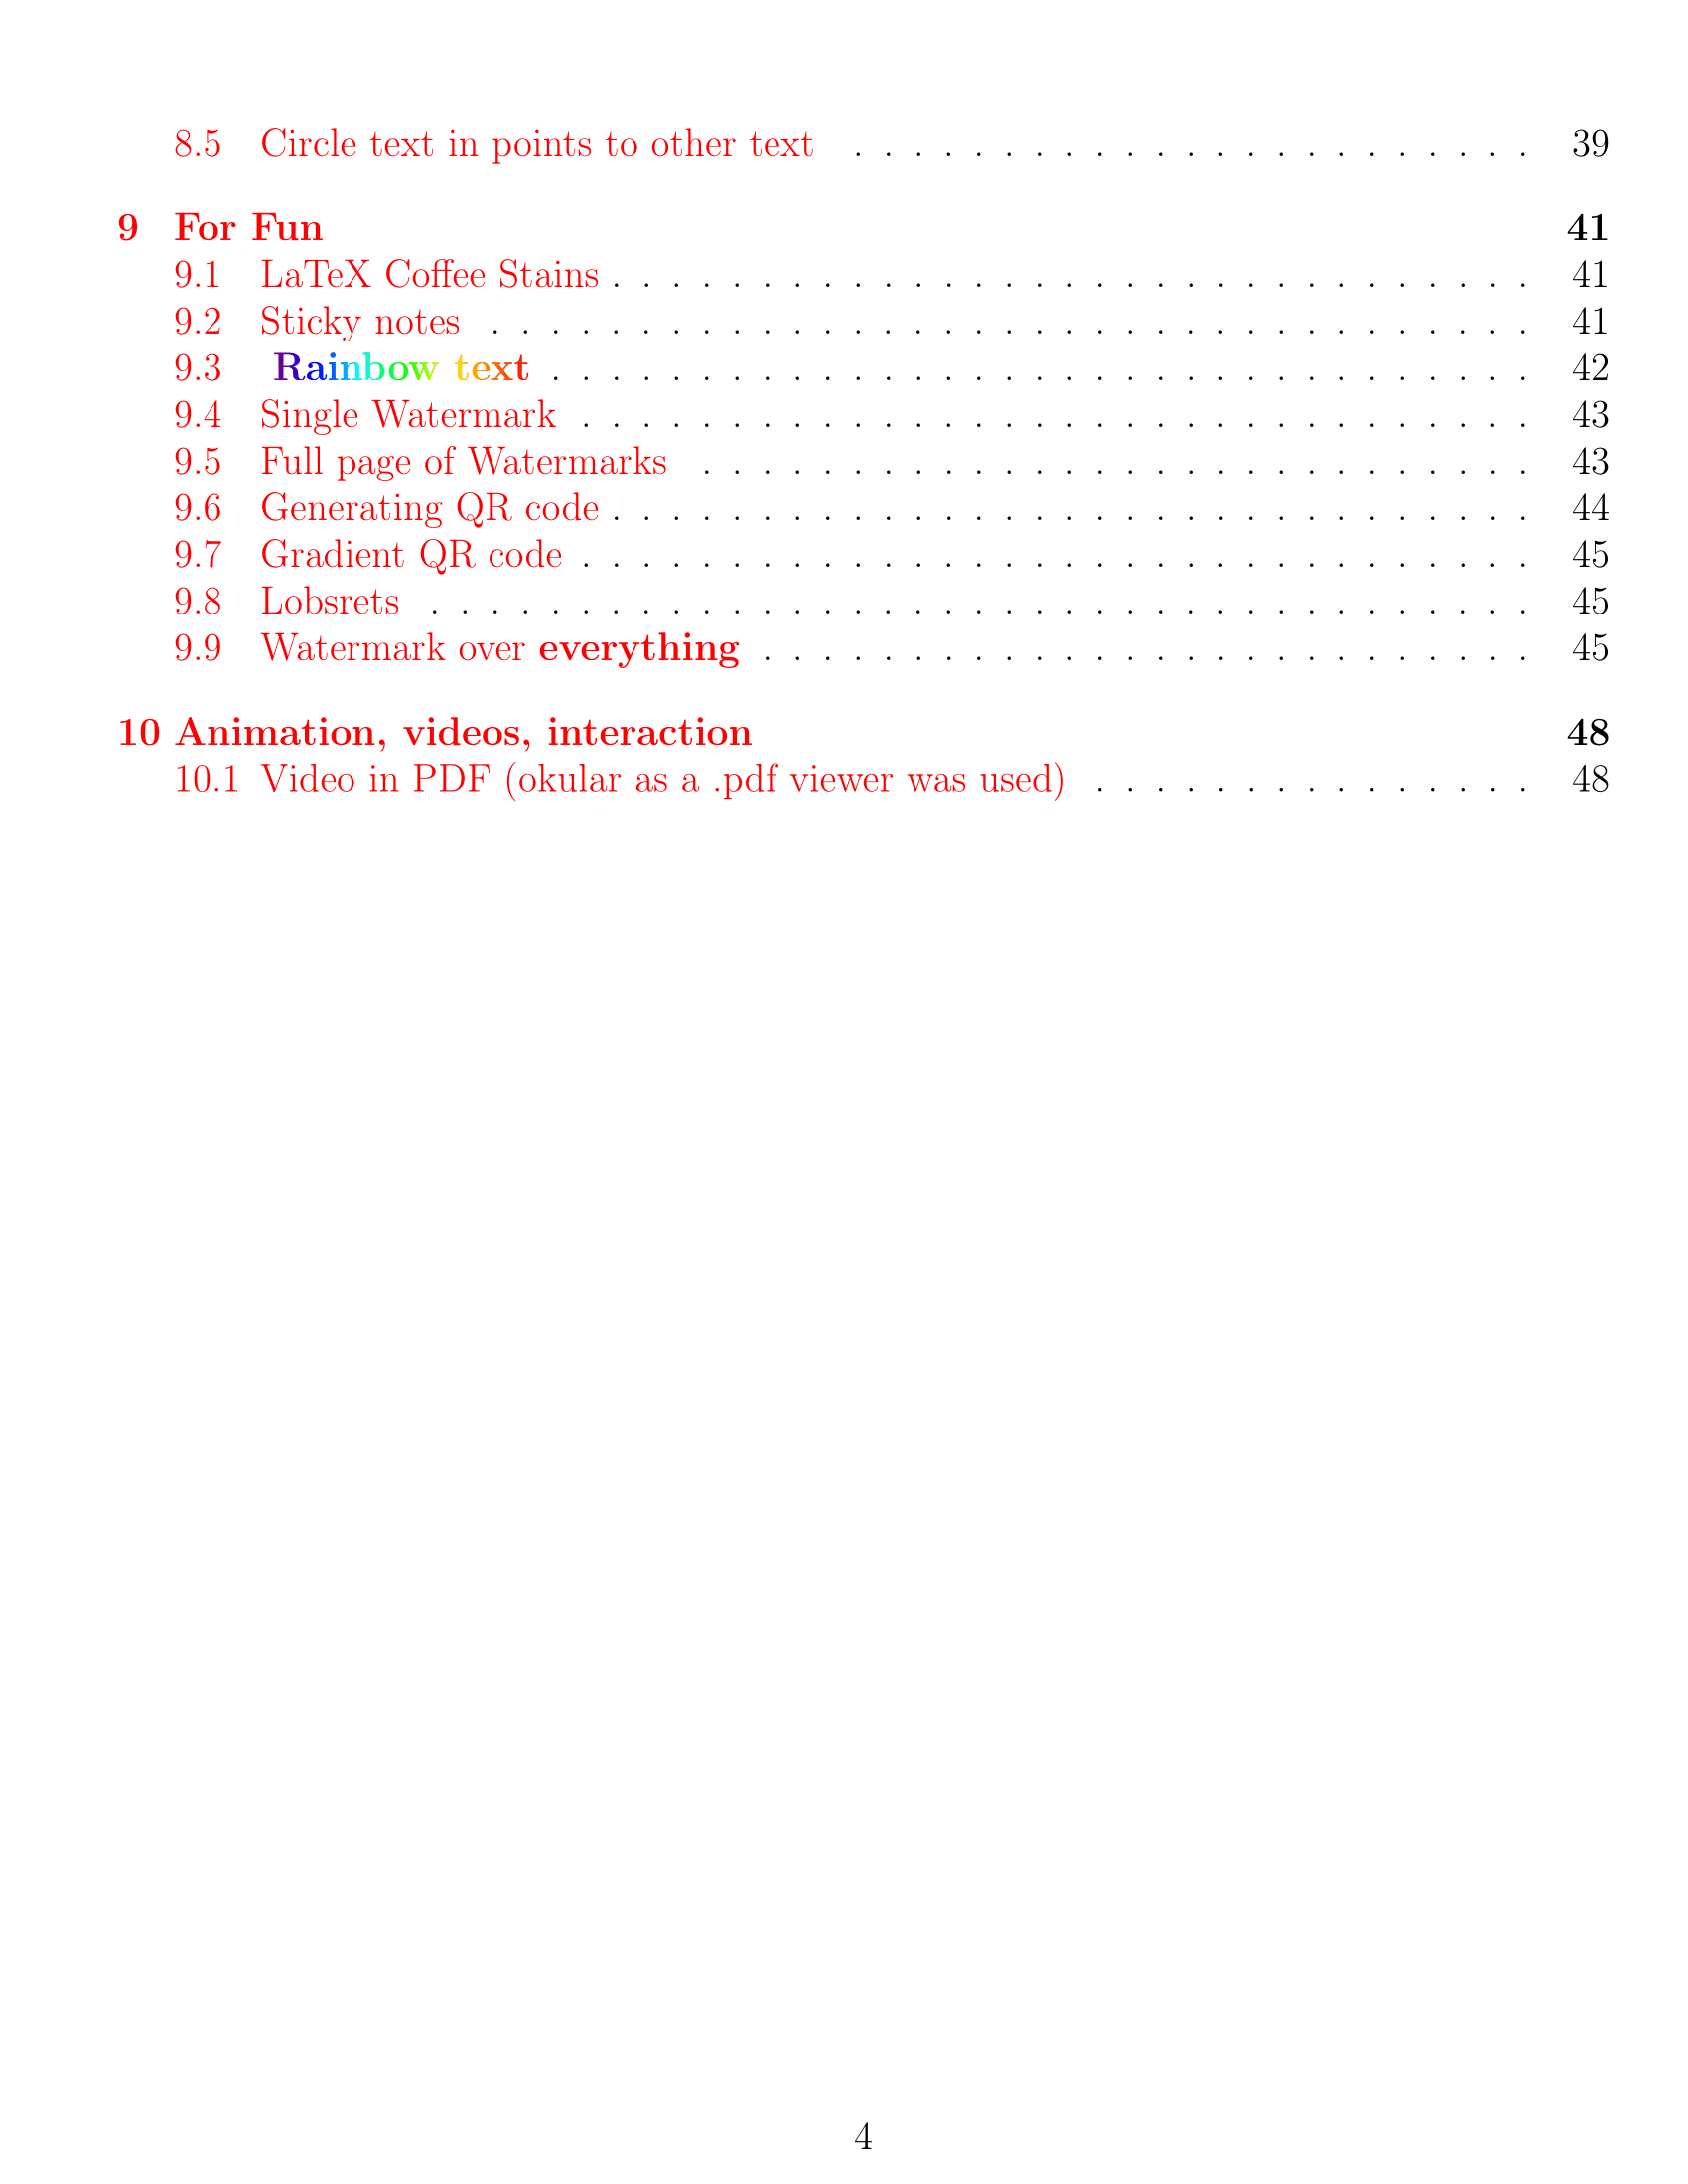 8.5 Circle text in points to other text . . . . . . . . . . . . . . . . . . . . . . . 39
9 For Fun 41
9.1 LaTeX Coffee Stains . . . . . . . . . . . . . . . . . . . . . . . . . . . . . . . 41
9.2 Sticky notes . . . . . . . . . . . . . . . . . . . . . . . . . . . . . . . . . . . 41
9.3 Rainbow text . . . . . . . . . . . . . . . . . . . . . . . . . . . . . . . . . 42
9.4 Single Watermark . . . . . . . . . . . . . . . . . . . . . . . . . . . . . . . . 43
9.5 Full page of Watermarks . . . . . . . . . . . . . . . . . . . . . . . . . . . . 43
9.6 Generating QR code . . . . . . . . . . . . . . . . . . . . . . . . . . . . . . . 44
9.7 Gradient QR code . . . . . . . . . . . . . . . . . . . . . . . . . . . . . . . . 45
9.8 Lobsrets . . . . . . . . . . . . . . . . . . . . . . . . . . . . . . . . . . . . . 45
9.9 Watermark over everything . . . . . . . . . . . . . . . . . . . . . . . . . . 45
10 Animation, videos, interaction 48
10.1 Video in PDF (okular as a .pdf viewer was used) . . . . . . . . . . . . . . . 48
4